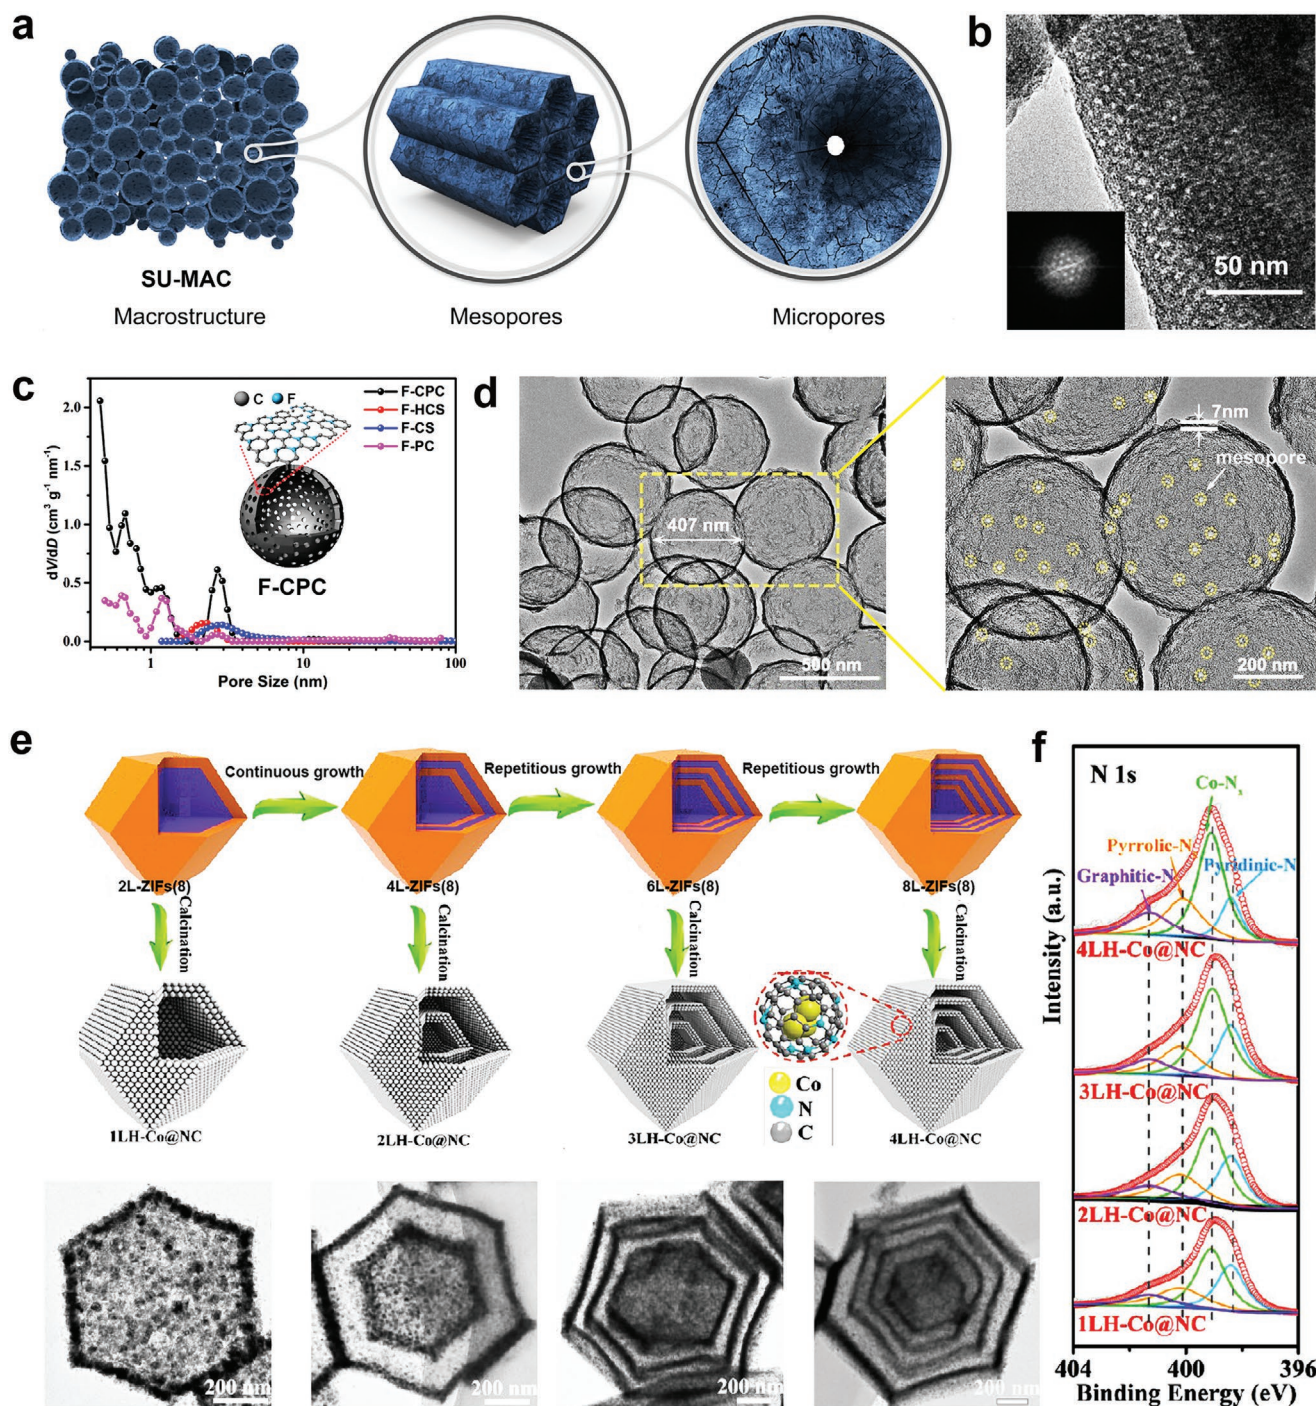 a
SU-MAC
Macrostructure
Mesopores
Micropores
b
50 nm
c
C
F
F-CPC
F-HCS
F-CS
F-PC
F-CPC
dV/dD (cm³ g⁻¹ nm⁻¹)
2.0
1.5
1.0
0.5
0.0
1
10
100
Pore Size (nm)
d
407 nm
500 nm
7nm
mesopore
200 nm
e
Continuous growth
Repetitious growth
Repetitious growth
2L-ZIFs(8)
4L-ZIFs(8)
6L-ZIFs(8)
8L-ZIFs(8)
Calcination
Calcination
Calcination
Calcination
Co
N
C
1LH-Co@NC
2LH-Co@NC
3LH-Co@NC
4LH-Co@NC
200 nm
200 nm
200 nm
200 nm
f
N 1s
Co-Nₓ
Pyrrolic-N
Graphitic-N
Pyridinic-N
4LH-Co@NC
3LH-Co@NC
2LH-Co@NC
1LH-Co@NC
Intensity (a.u.)
404
400
396
Binding Energy (eV)